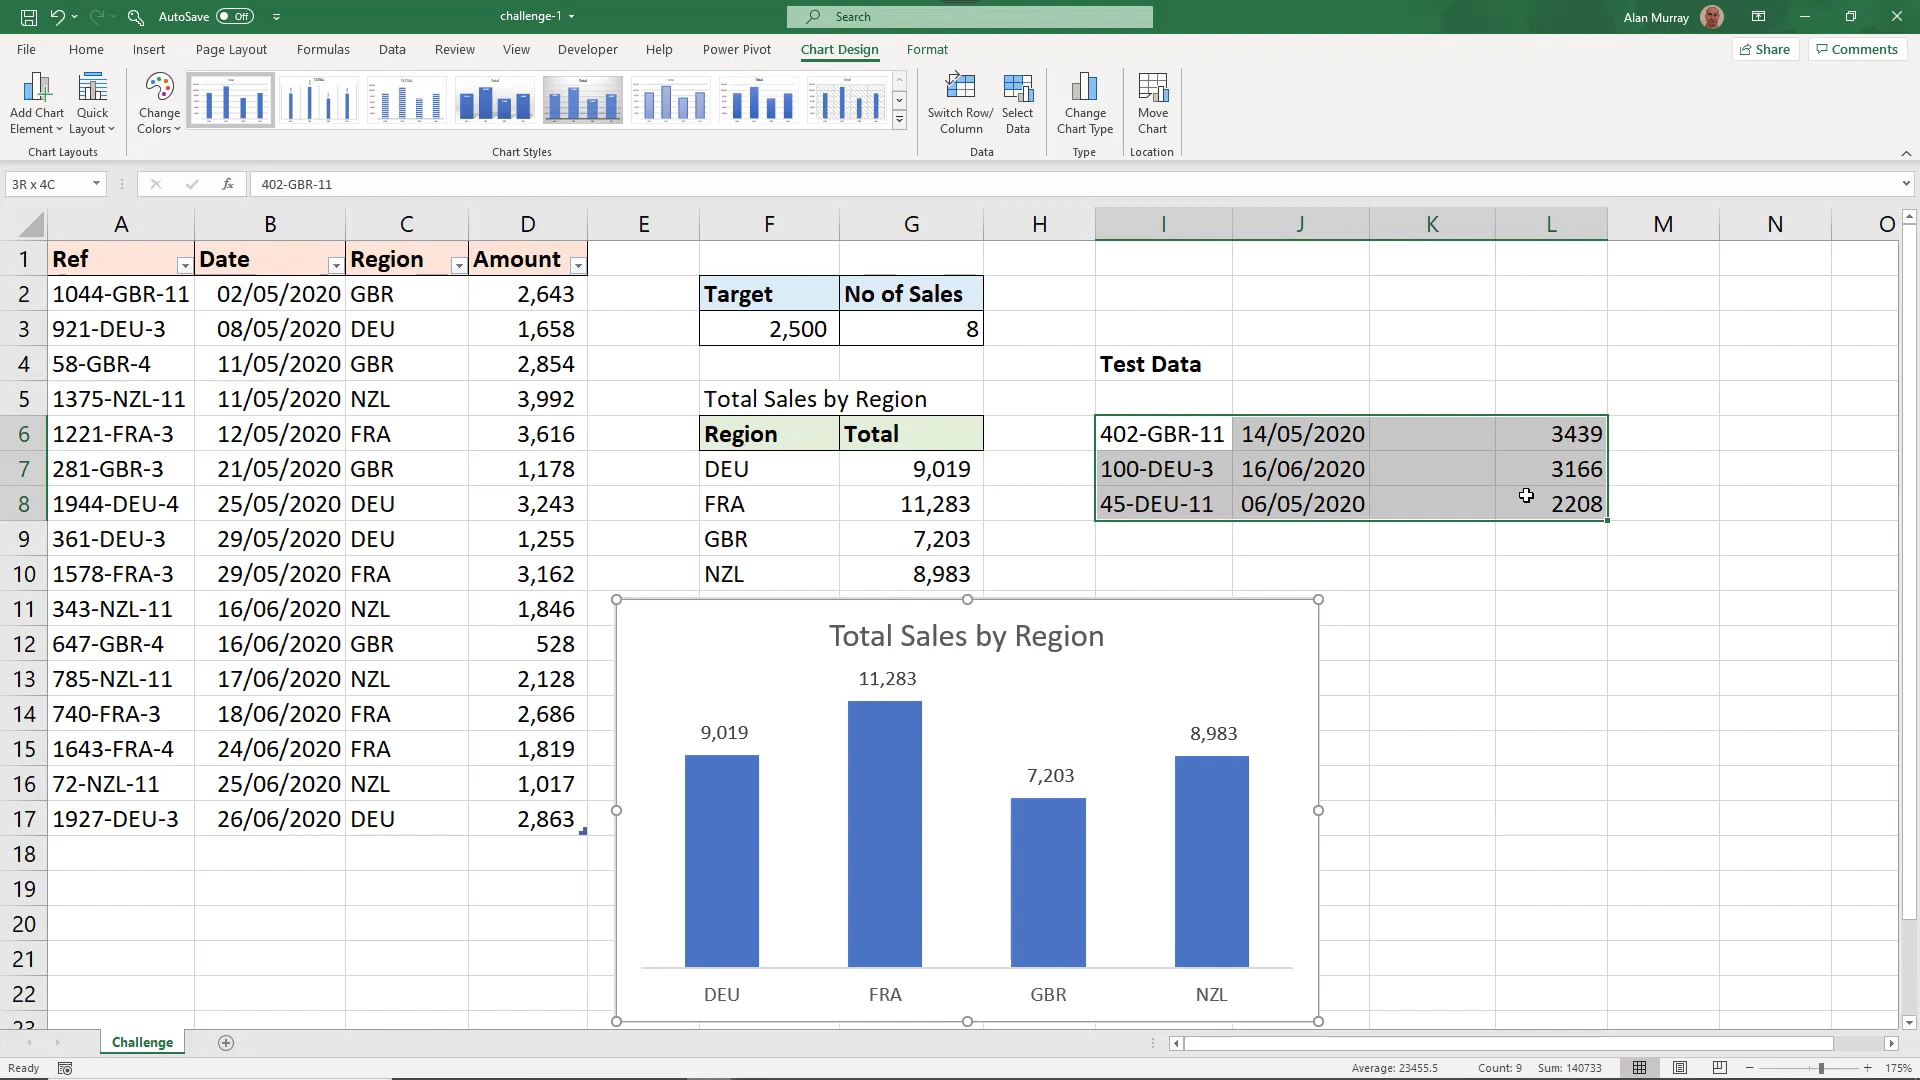 AutoSave Off challenge-1 Search Alan Murray
File Home Insert Page Layout Formulas Data Review View Developer Help Power Pivot Chart Design Format Share Comments
Add Chart Element Quick Layout Change Colors Switch Row/ Column Select Data Change Chart Type Move Chart
Chart Layouts Chart Styles Data Type Location
3R x 4C fx 402-GBR-11
A B C D E F G H I J K L M N O
1 Ref Date Region Amount
2 1044-GBR-11 02/05/2020 GBR 2,643 Target No of Sales
3 921-DEU-3 08/05/2020 DEU 1,658 2,500 8
4 58-GBR-4 11/05/2020 GBR 2,854 Test Data
5 1375-NZL-11 11/05/2020 NZL 3,992 Total Sales by Region
6 1221-FRA-3 12/05/2020 FRA 3,616 Region Total 402-GBR-11 14/05/2020 3439
7 281-GBR-3 21/05/2020 GBR 1,178 DEU 9,019 100-DEU-3 16/06/2020 3166
8 1944-DEU-4 25/05/2020 DEU 3,243 FRA 11,283 45-DEU-11 06/05/2020 2208
9 361-DEU-3 29/05/2020 DEU 1,255 GBR 7,203
10 1578-FRA-3 29/05/2020 FRA 3,162 NZL 8,983
11 343-NZL-11 16/06/2020 NZL 1,846
12 647-GBR-4 16/06/2020 GBR 528
13 785-NZL-11 17/06/2020 NZL 2,128
14 740-FRA-3 18/06/2020 FRA 2,686
15 1643-FRA-4 24/06/2020 FRA 1,819
16 72-NZL-11 25/06/2020 NZL 1,017
17 1927-DEU-3 26/06/2020 DEU 2,863
18
19
20
21
22
23
Total Sales by Region
11,283
9,019 8,983
7,203
DEU FRA GBR NZL
Challenge
Ready Average: 23455.5 Count: 9 Sum: 140733 175%